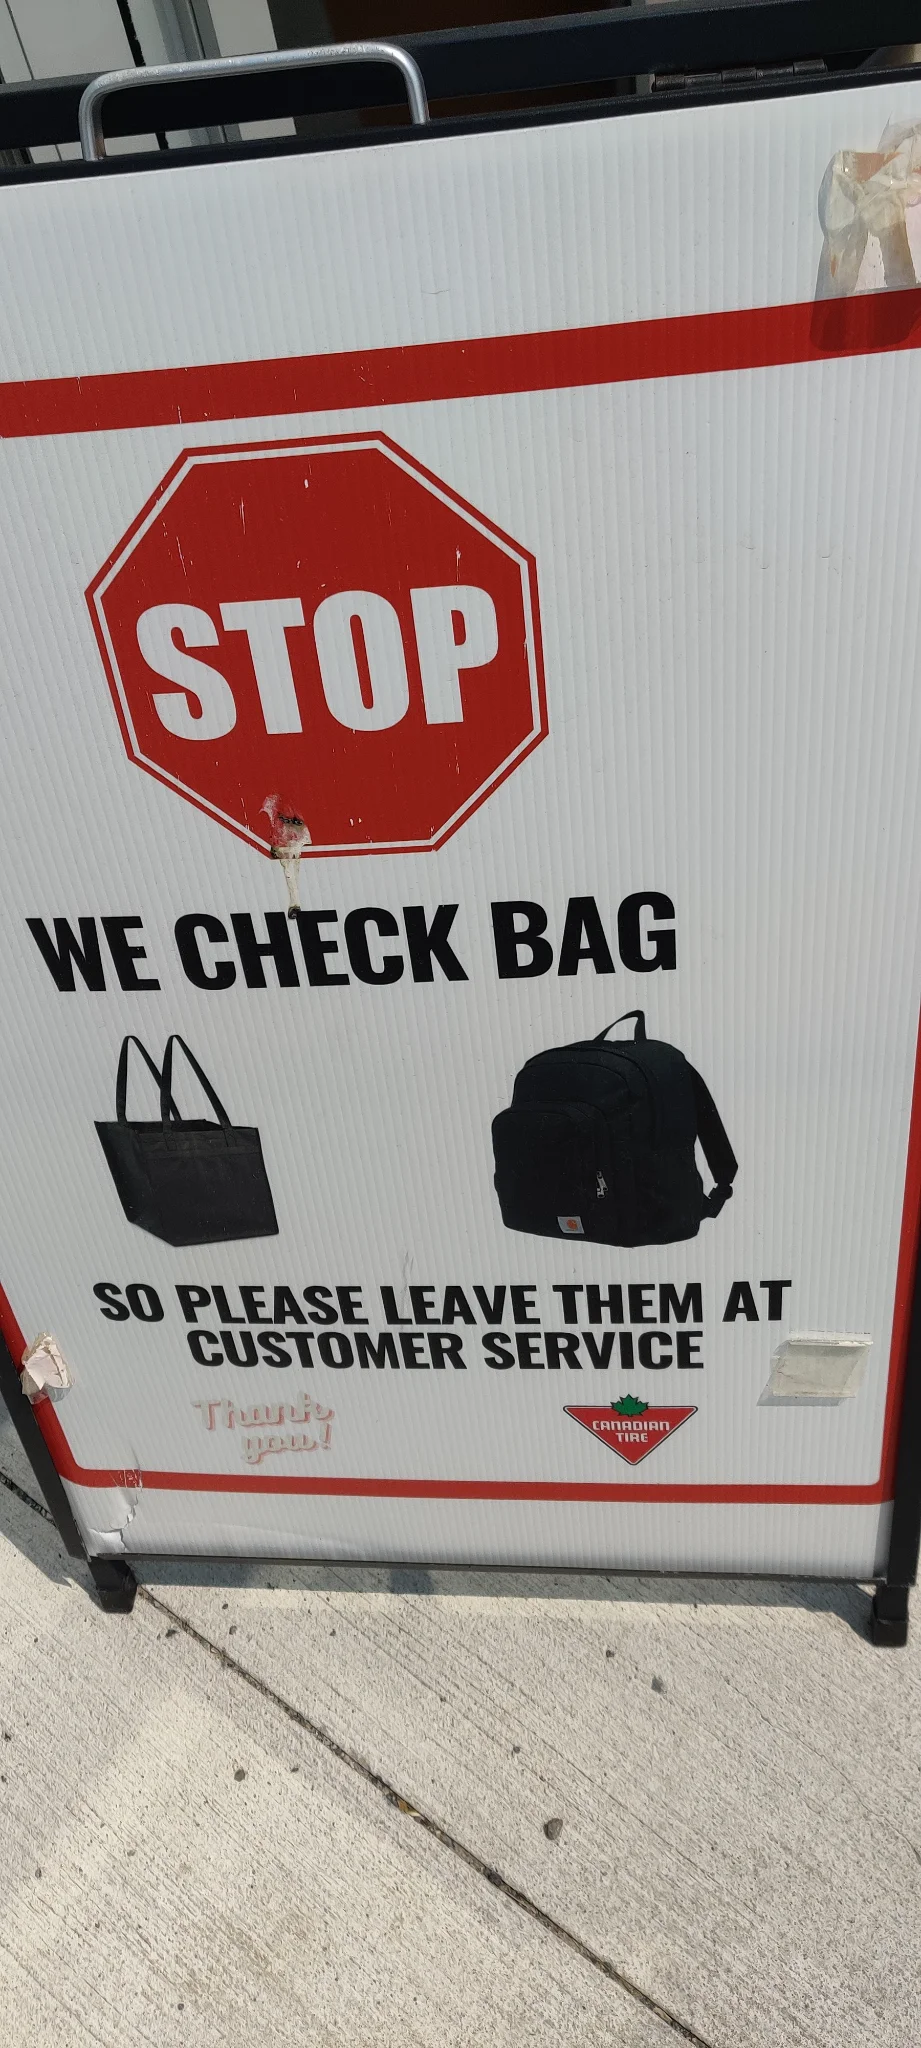 STOP
WE CHECK BAG
SO PLEASE LEAVE THEM AT
CUSTOMER SERVICE
Thank
you!
CANADIAN
TIRE